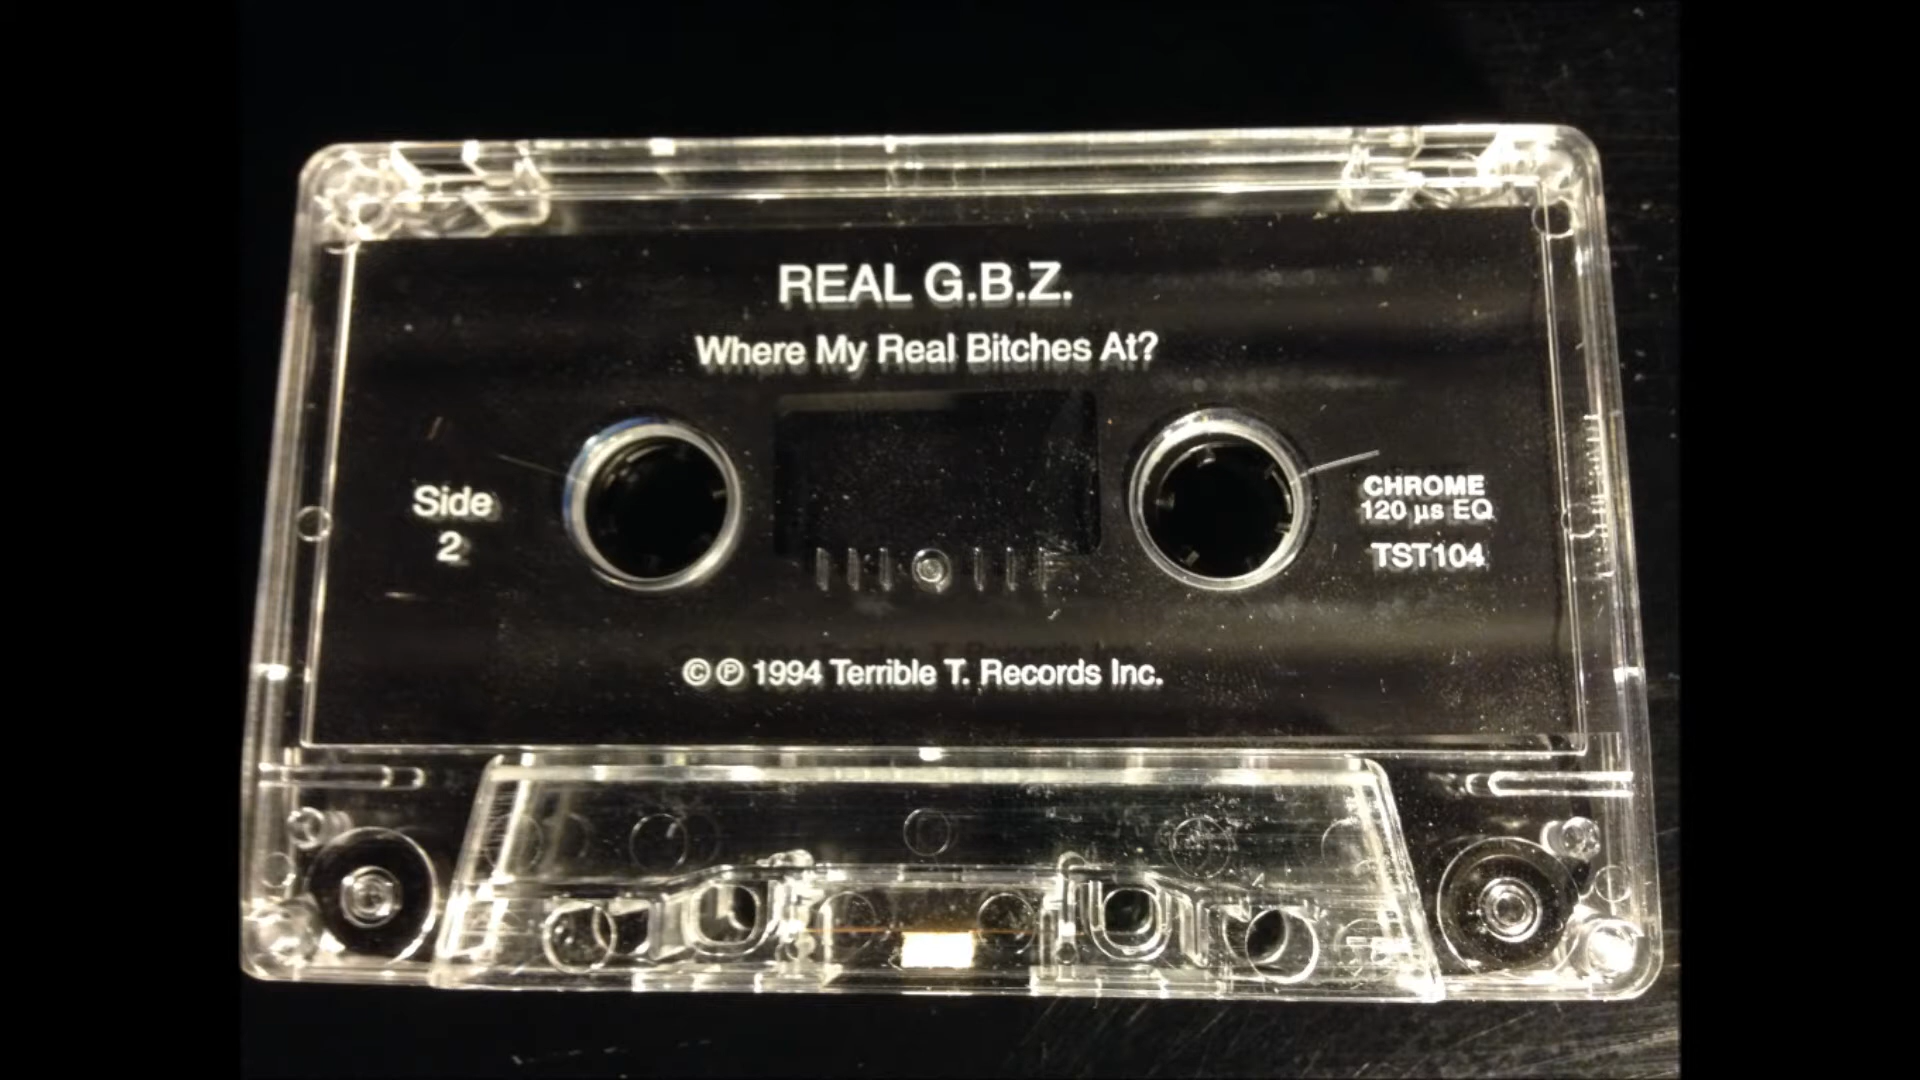 REAL G.B.Z.
Where My Real Bitches At?
Side
2
CHROME
120 µs EQ
TST104
© ℗ 1994 Terrible T. Records Inc.